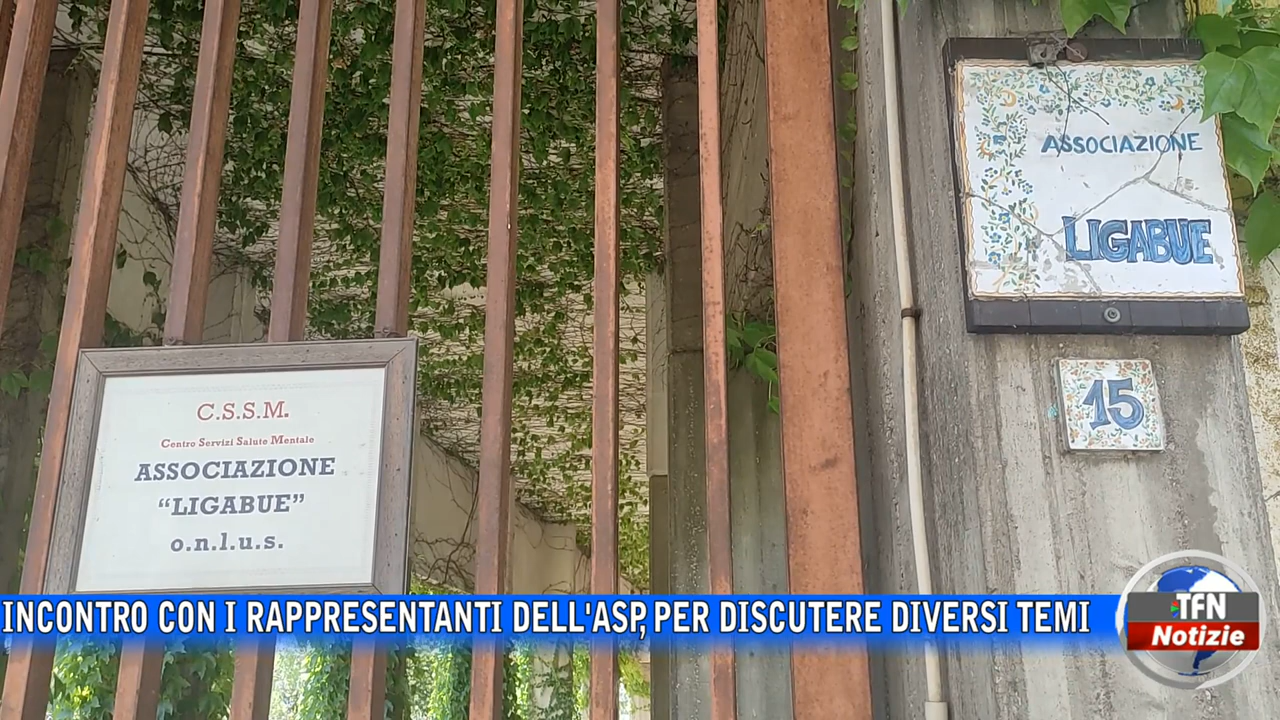 ASSOCIAZIONE
LIGABUE
15
C.S.S.M.
Centro Servizi Salute Mentale
ASSOCIAZIONE
“LIGABUE”
o.n.l.u.s.
INCONTRO CON I RAPPRESENTANTI DELL'ASP, PER DISCUTERE DIVERSI TEMI
TFN
Notizie